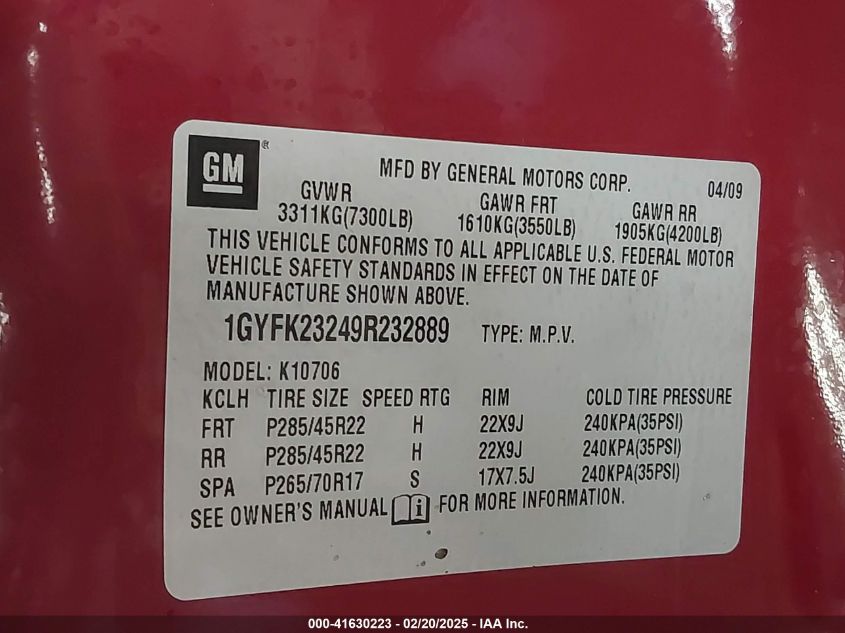 GM®
MFD BY GENERAL MOTORS CORP. 04/09
GVWR GAWR FRT GAWR RR
3311KG(7300LB) 1610KG(3550LB) 1905KG(4200LB)
THIS VEHICLE CONFORMS TO ALL APPLICABLE U.S. FEDERAL MOTOR
VEHICLE SAFETY STANDARDS IN EFFECT ON THE DATE OF
MANUFACTURE SHOWN ABOVE.
1GYFK23249R232889 TYPE: M.P.V.
MODEL: K10706
KCLH TIRE SIZE SPEED RTG RIM COLD TIRE PRESSURE
FRT P285/45R22 H 22X9J 240KPA(35PSI)
RR P285/45R22 H 22X9J 240KPA(35PSI)
SPA P265/70R17 S 17X7.5J 240KPA(35PSI)
SEE OWNER'S MANUAL i FOR MORE INFORMATION.
000-41630223 — 02/20/2025 — IAA Inc.